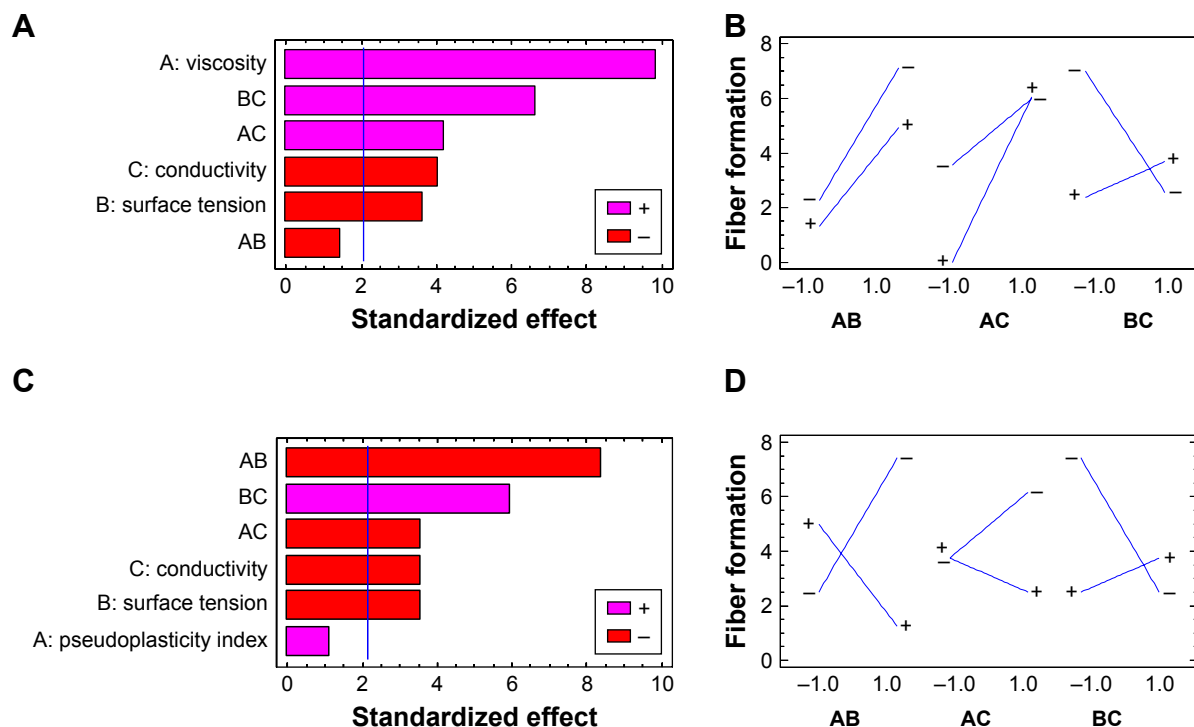 A
A: viscosity
BC
AC
C: conductivity
B: surface tension
AB
+
–
0 2 4 6 8 10
Standardized effect
B
Fiber formation
8
6
4
2
0
– + + – + – – + + –
–1.0 1.0 –1.0 1.0 –1.0 1.0
AB AC BC
C
AB
BC
AC
C: conductivity
B: surface tension
A: pseudoplasticity index
+
–
0 2 4 6 8 10
Standardized effect
D
Fiber formation
8
6
4
2
0
+ – – + + – – + – + + –
–1.0 1.0 –1.0 1.0 –1.0 1.0
AB AC BC